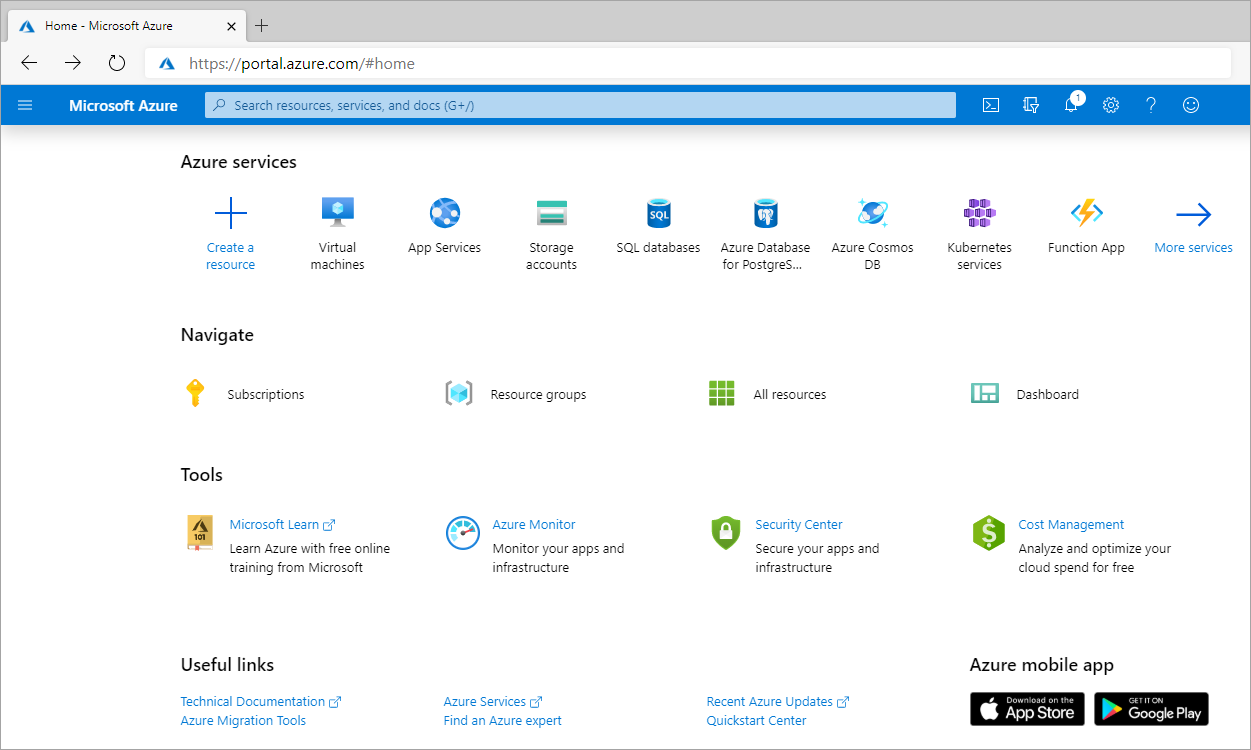 Home - Microsoft Azure
https://portal.azure.com/#home
Microsoft Azure
Search resources, services, and docs (G+/)
1
Azure services
Create a
resource
Virtual
machines
App Services
Storage
accounts
SQL
SQL databases
Azure Database
for PostgreS...
Azure Cosmos
DB
Kubernetes
services
Function App
More services
Navigate
Subscriptions
Resource groups
All resources
Dashboard
Tools
101
Microsoft Learn
Learn Azure with free online
training from Microsoft
Azure Monitor
Monitor your apps and
infrastructure
Security Center
Secure your apps and
infrastructure
$
Cost Management
Analyze and optimize your
cloud spend for free
Useful links
Technical Documentation
Azure Migration Tools
Azure Services
Find an Azure expert
Recent Azure Updates
Quickstart Center
Azure mobile app
Download on the
App Store
GET IT ON
Google Play